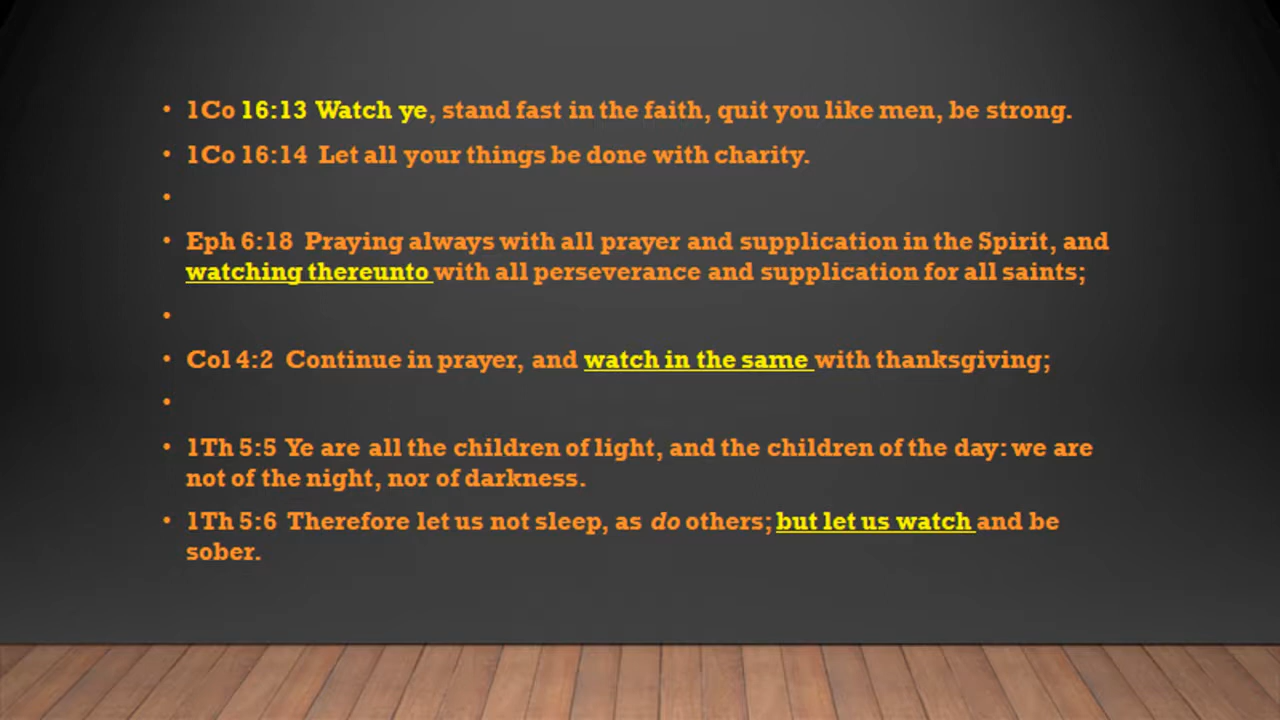 • 1Co 16:13 Watch ye, stand fast in the faith, quit you like men, be strong.
• 1Co 16:14 Let all your things be done with charity.
•
• Eph 6:18 Praying always with all prayer and supplication in the Spirit, and
watching thereunto with all perseverance and supplication for all saints;
•
• Col 4:2 Continue in prayer, and watch in the same with thanksgiving;
•
• 1Th 5:5 Ye are all the children of light, and the children of the day: we are
not of the night, nor of darkness.
• 1Th 5:6 Therefore let us not sleep, as do others; but let us watch and be
sober.